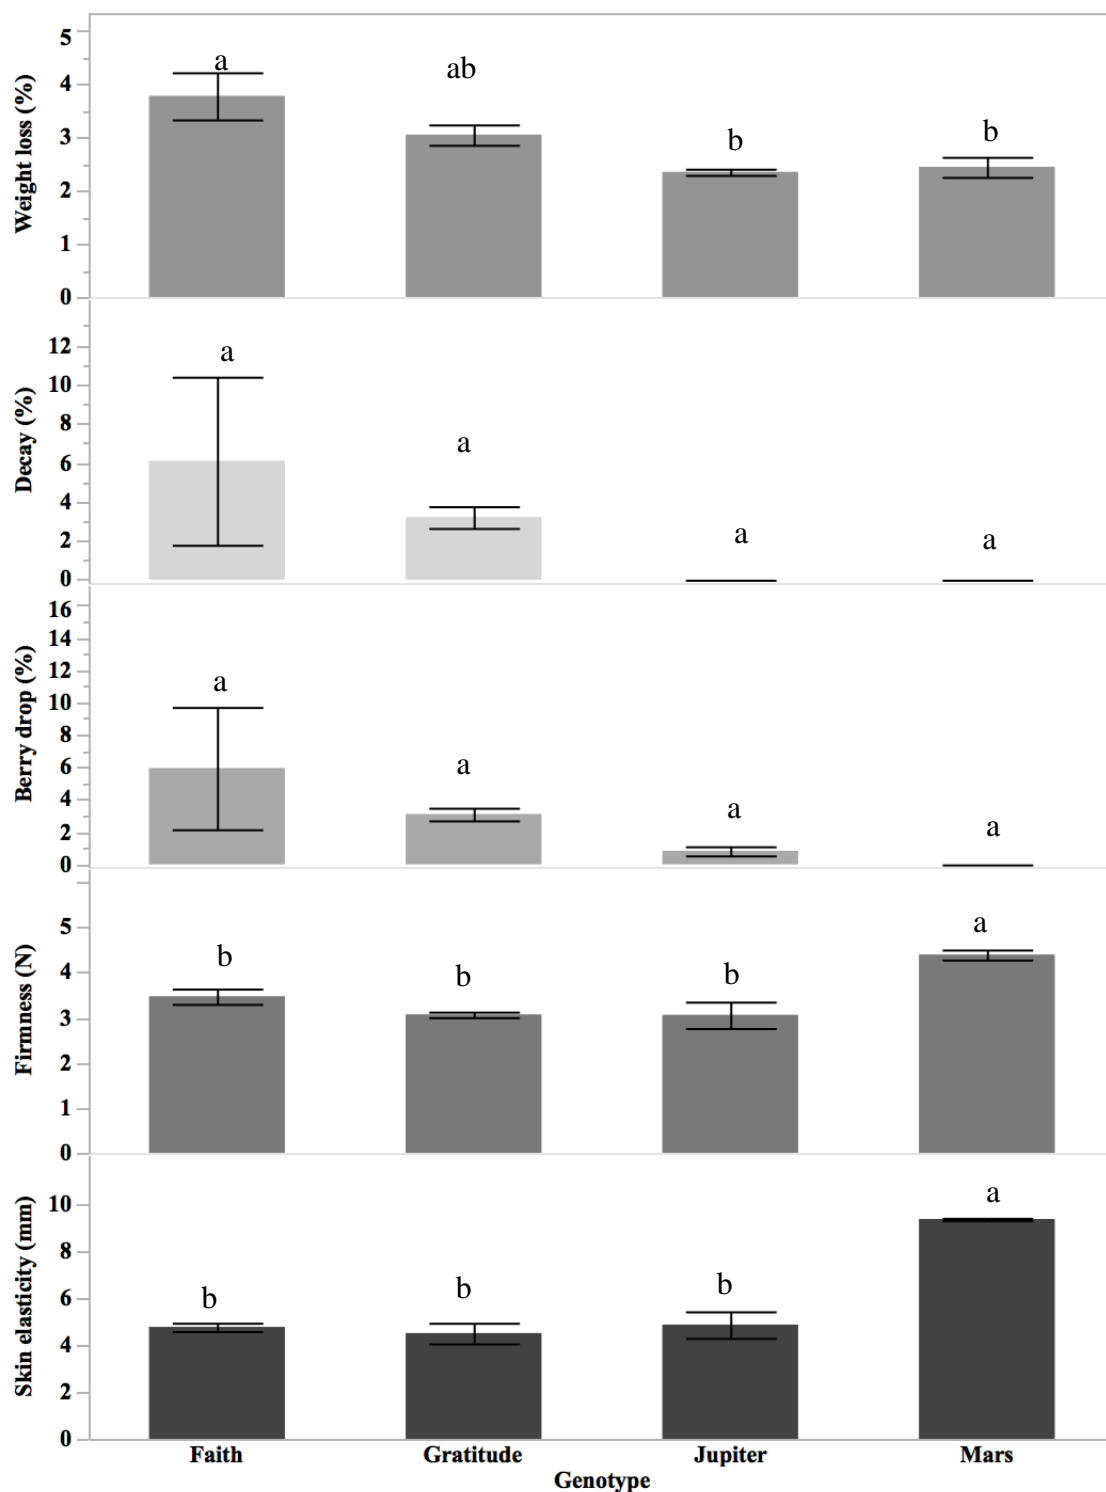 Weight loss (%)
5
4
3
2
1
0
a
ab
b
b
Decay (%)
12
10
8
6
4
2
0
a
a
a
a
Berry drop (%)
16
14
12
10
8
6
4
2
0
a
a
a
a
Firmness (N)
5
4
3
2
1
0
b
b
b
a
Skin elasticity (mm)
10
8
6
4
2
0
b
b
b
a
Faith Gratitude Jupiter Mars
Genotype